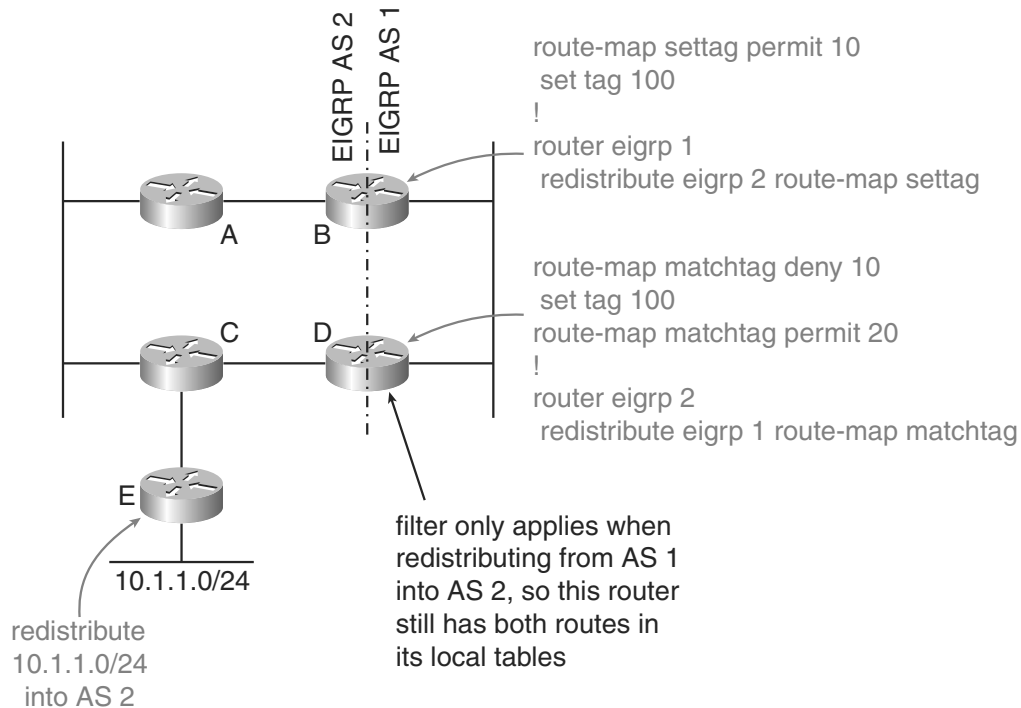 EIGRP AS 2
EIGRP AS 1
route-map settag permit 10
set tag 100
!
router eigrp 1
redistribute eigrp 2 route-map settag
A
B
route-map matchtag deny 10
set tag 100
route-map matchtag permit 20
!
router eigrp 2
redistribute eigrp 1 route-map matchtag
C
D
E
10.1.1.0/24
filter only applies when
redistributing from AS 1
into AS 2, so this router
still has both routes in
its local tables
redistribute
10.1.1.0/24
into AS 2